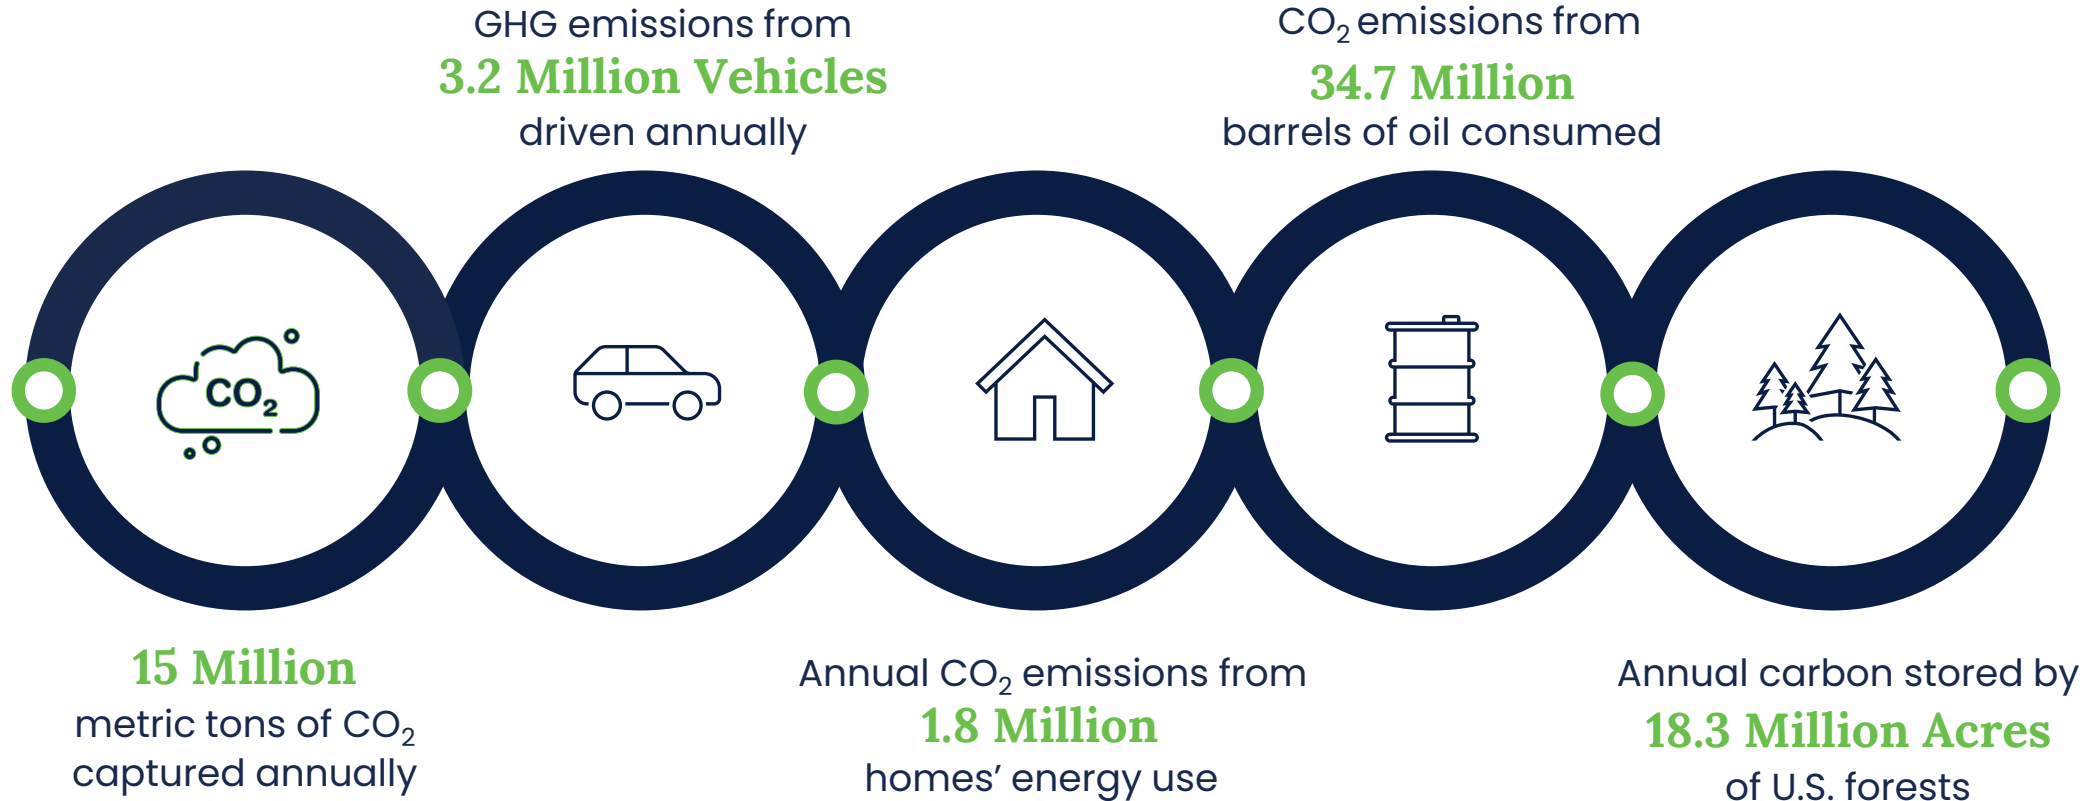 GHG emissions from
3.2 Million Vehicles
driven annually
CO₂ emissions from
34.7 Million
barrels of oil consumed
CO₂
15 Million
metric tons of CO₂
captured annually
Annual CO₂ emissions from
1.8 Million
homes’ energy use
Annual carbon stored by
18.3 Million Acres
of U.S. forests